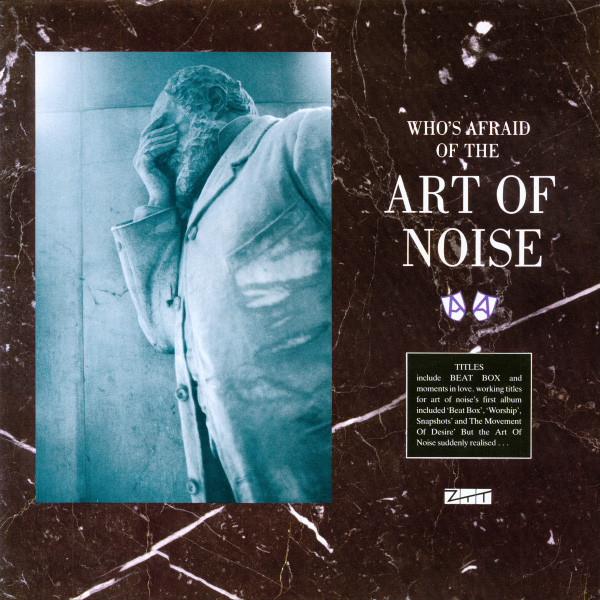 WHO'S AFRAID
OF THE
ART OF
NOISE
TITLES
include BEAT BOX and
moments in love. working titles
for art of noise's first album
included 'Beat Box', 'Worship',
Snapshots' and The Movement
Of Desire' But the Art Of
Noise suddenly realised . . .
ZTT